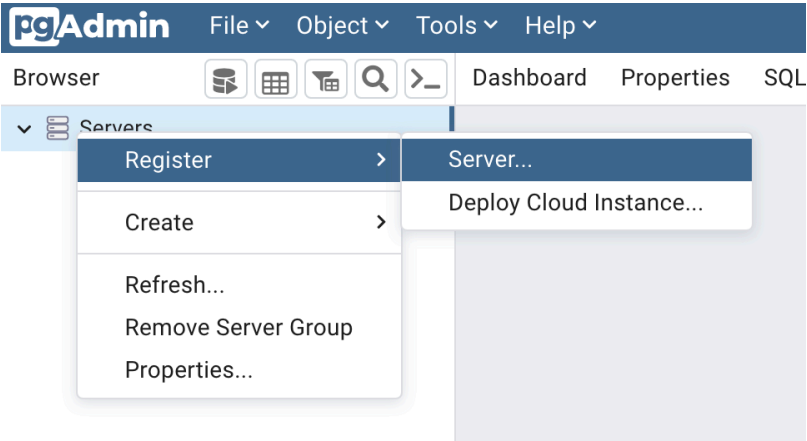 pgAdmin File Object Tools Help
Browser Dashboard Properties SQL
Servers
Register Server...
Deploy Cloud Instance...
Create
Refresh...
Remove Server Group
Properties...